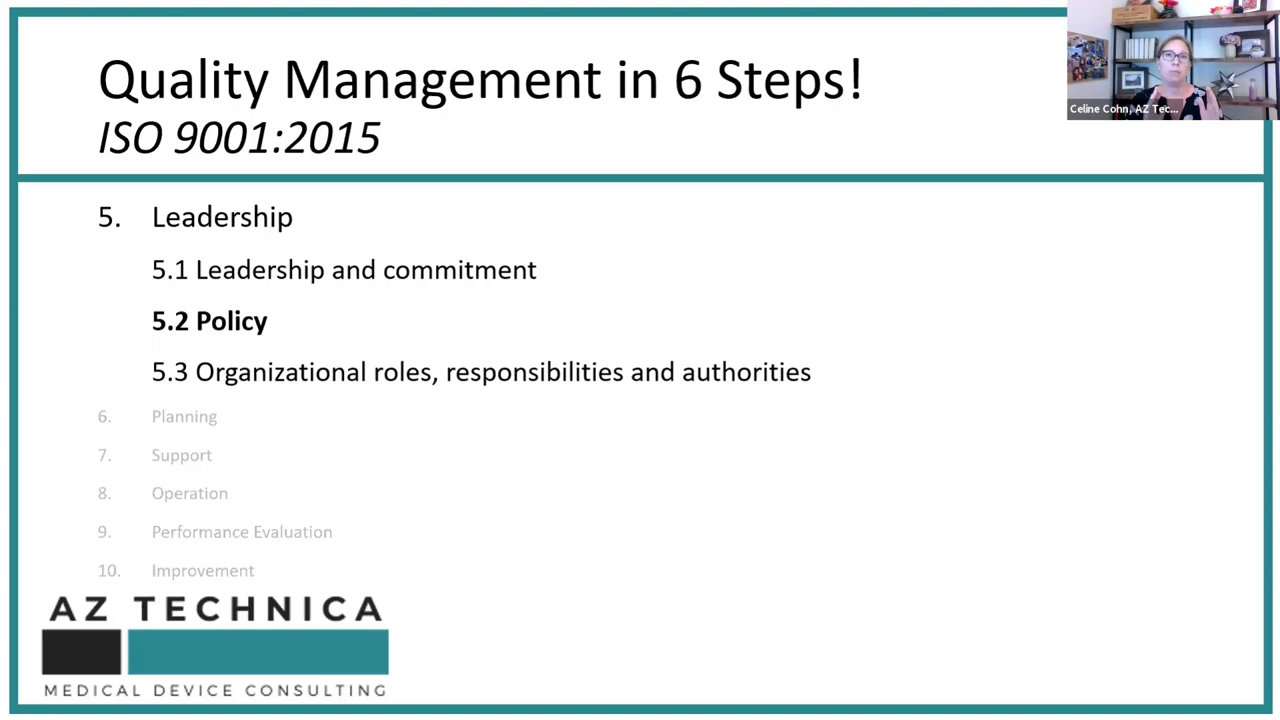 Quality Management in 6 Steps!
ISO 9001:2015
Celine Cohn, AZ Tec...
5. Leadership
5.1 Leadership and commitment
5.2 Policy
5.3 Organizational roles, responsibilities and authorities
6. Planning
7. Support
8. Operation
9. Performance Evaluation
10. Improvement
AZ TECHNICA
MEDICAL DEVICE CONSULTING